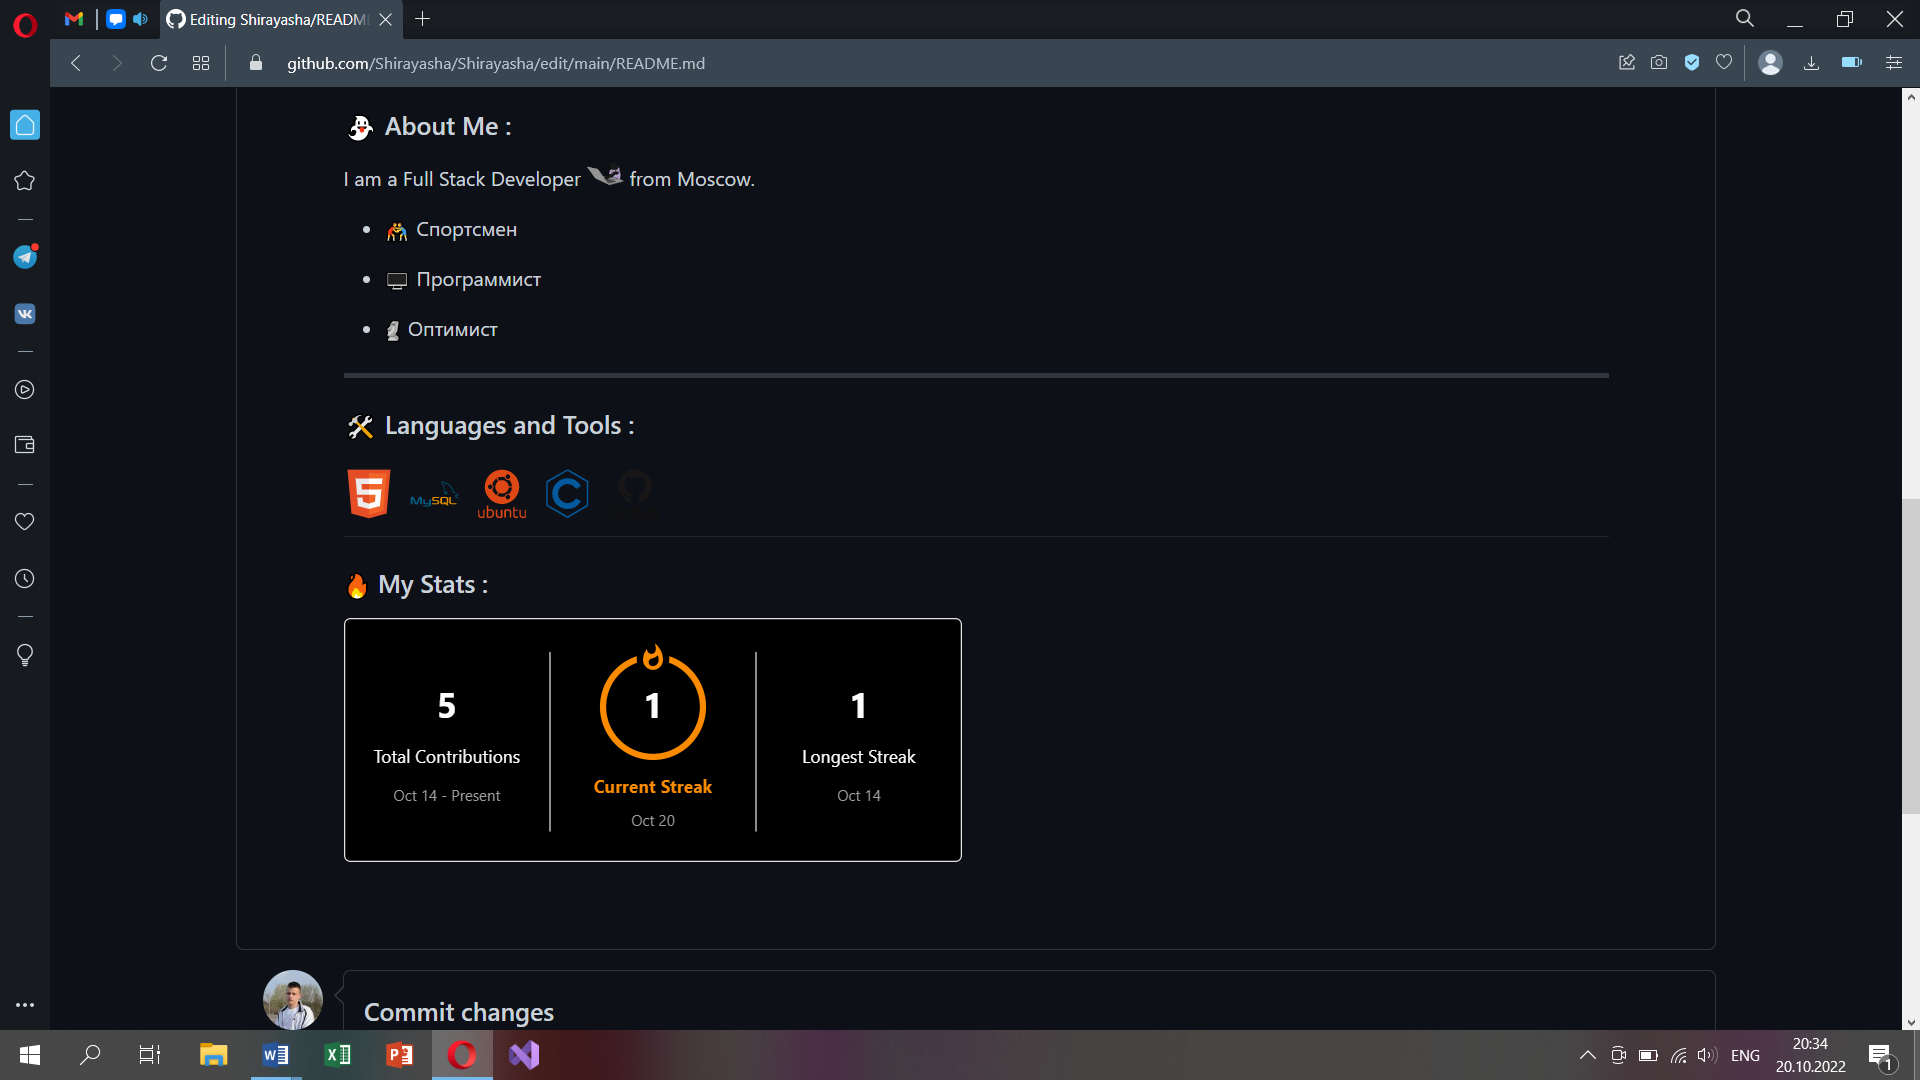 Editing Shirayasha/READM
github.com/Shirayasha/Shirayasha/edit/main/README.md
About Me :
I am a Full Stack Developer from Moscow.
Спортсмен
Программист
Оптимист
Languages and Tools :
MySQL
ubuntu
C
My Stats :
5
Total Contributions
Oct 14 - Present
1
Current Streak
Oct 20
1
Longest Streak
Oct 14
Commit changes
ENG
20:34
20.10.2022
1